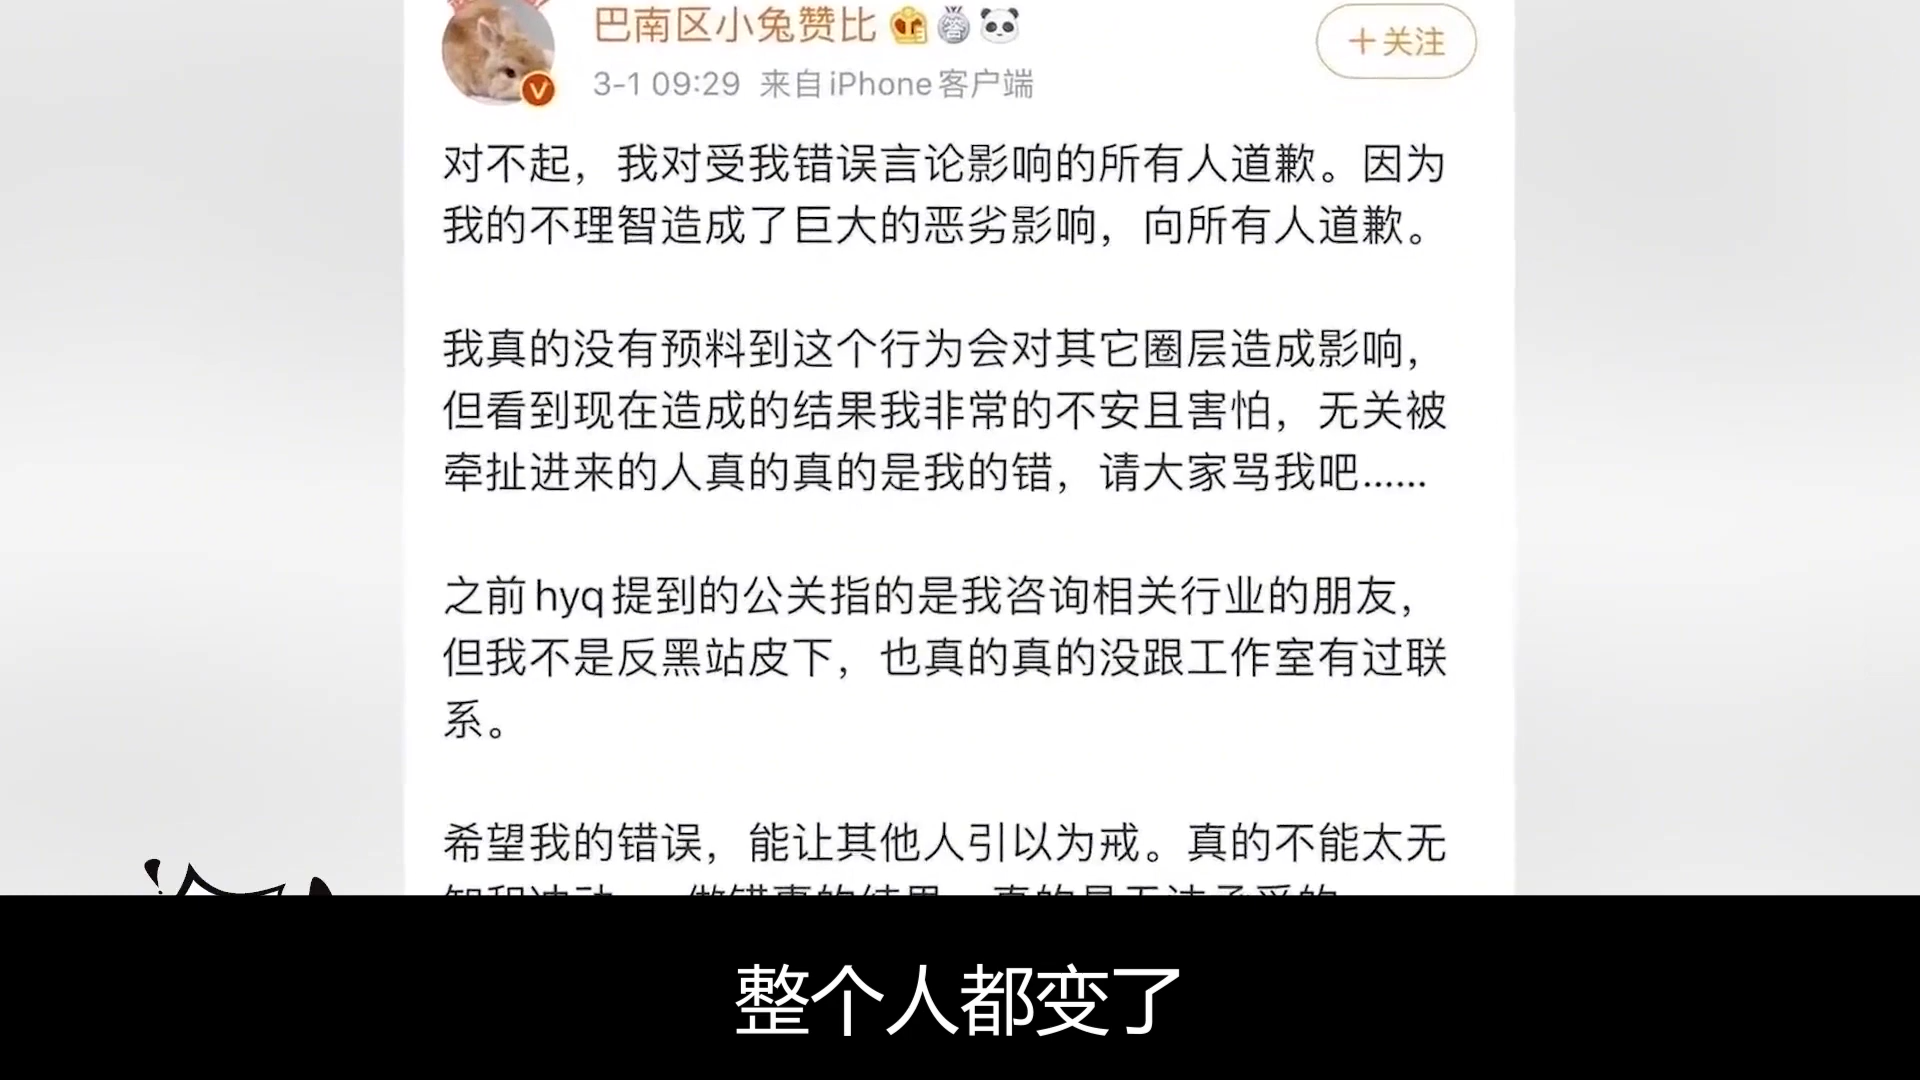 巴南区小兔赞比
+关注
3-1 09:29 来自iPhone客户端
对不起，我对受我错误言论影响的所有人道歉。因为
我的不理智造成了巨大的恶劣影响，向所有人道歉。
我真的没有预料到这个行为会对其它圈层造成影响，
但看到现在造成的结果我非常的不安且害怕，无关被
牵扯进来的人真的真的是我的错，请大家骂我吧……
之前hyq提到的公关指的是我咨询相关行业的朋友，
但我不是反黑站皮下，也真的真的没跟工作室有过联
系。
希望我的错误，能让其他人引以为戒。真的不能太无
整个人都变了